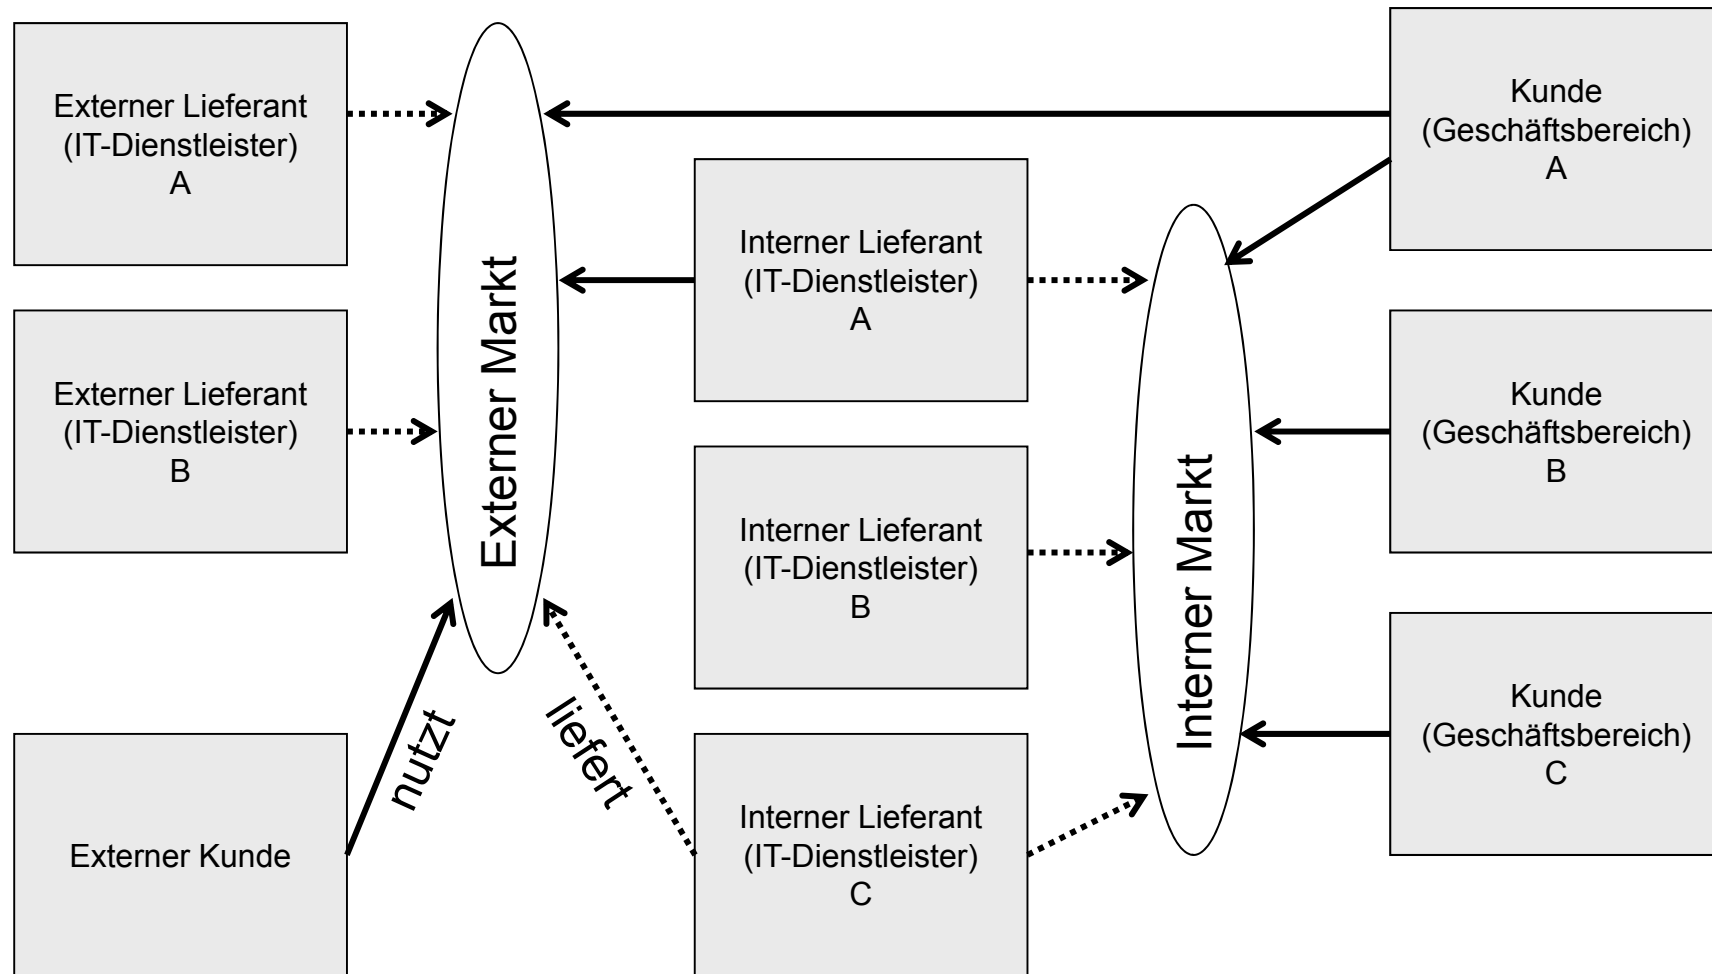 Externer Lieferant
(IT-Dienstleister)
A
Externer Lieferant
(IT-Dienstleister)
B
Externer Kunde
Externer Markt
nutzt
liefert
Interner Lieferant
(IT-Dienstleister)
A
Interner Lieferant
(IT-Dienstleister)
B
Interner Lieferant
(IT-Dienstleister)
C
Interner Markt
Kunde
(Geschäftsbereich)
A
Kunde
(Geschäftsbereich)
B
Kunde
(Geschäftsbereich)
C